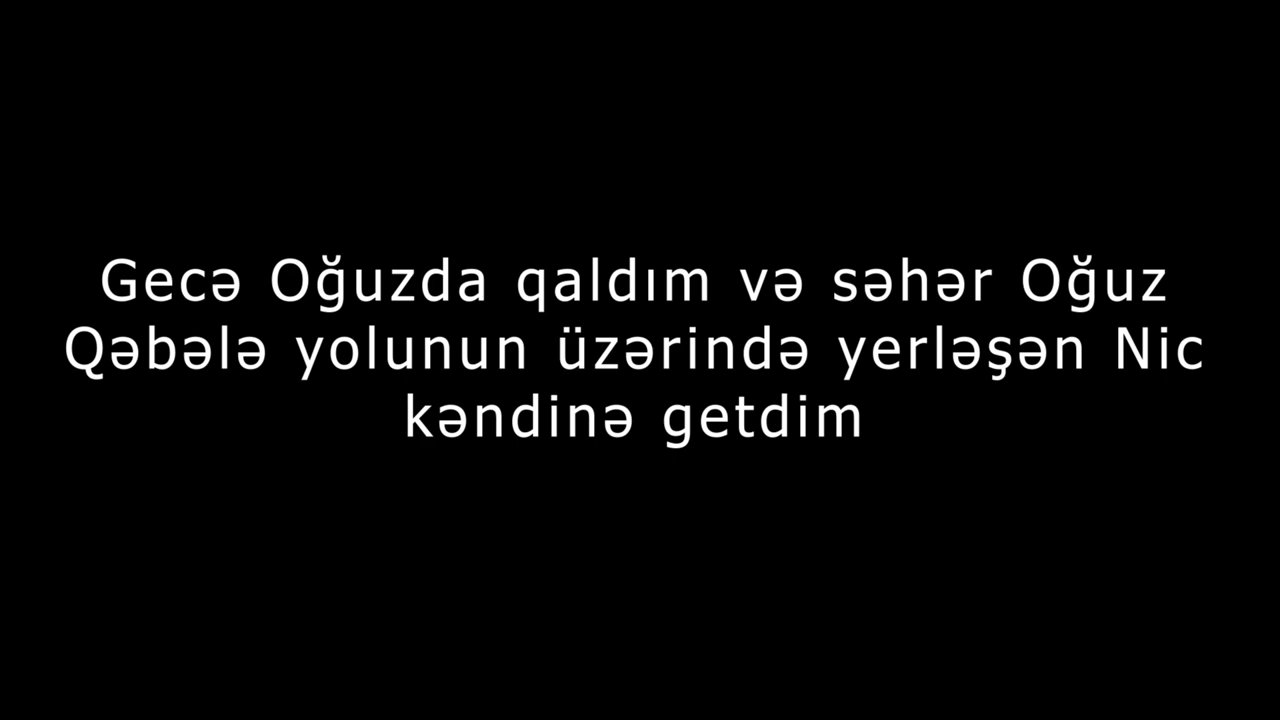 Gecə Oğuzda qaldım və səhər Oğuz
Qəbələ yolunun üzərində yerləşən Nic
kəndinə getdim